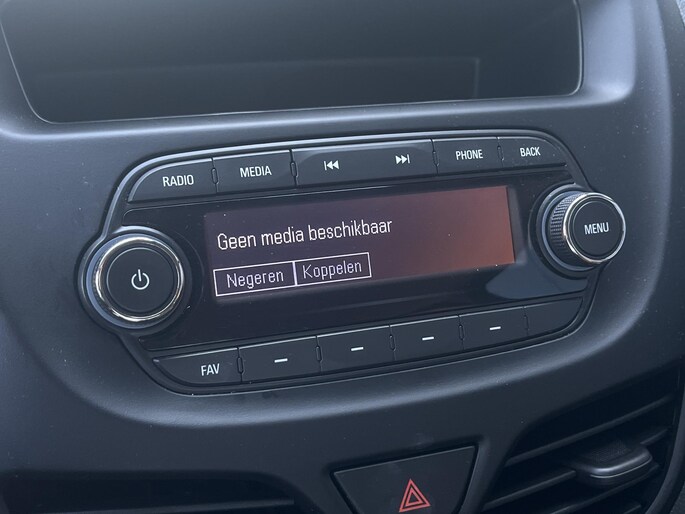 RADIO MEDIA PHONE BACK
Geen media beschikbaar
MENU
Negeren Koppelen
FAV